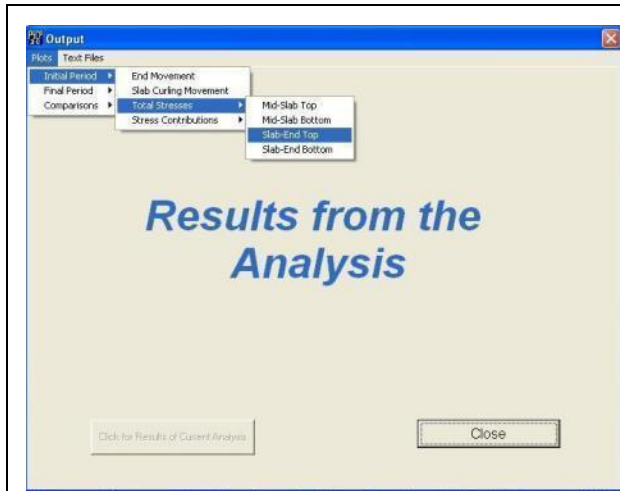 Output
Plots Text Files
Initial Period
Final Period
Comparisons
End Movement
Slab Curling Movement
Total Stresses
Stress Contributions
Mid-Slab Top
Mid-Slab Bottom
Slab-End Top
Slab-End Bottom
Results from the
Analysis
Click for Results of Current Analysis
Close